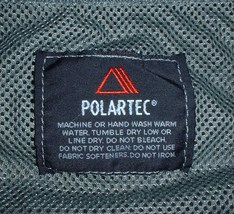 POLARTEC®
MACHINE OR HAND WASH WARM
WATER. TUMBLE DRY LOW OR
LINE DRY. DO NOT BLEACH.
DO NOT DRY CLEAN. DO NOT USE
FABRIC SOFTENERS. DO NOT IRON.